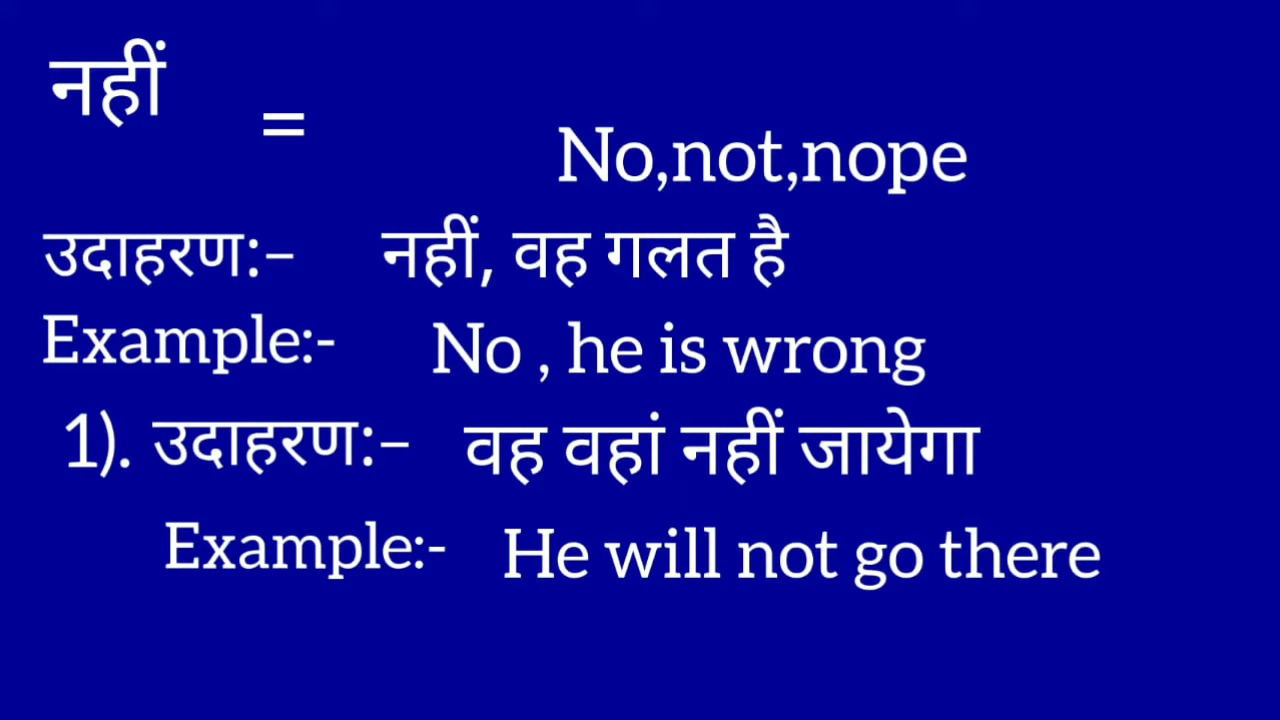 नहीं = No,not,nope
उदाहरण:– नहीं, वह गलत है
Example:- No , he is wrong
1). उदाहरण:– वह वहां नहीं जायेगा
Example:- He will not go there